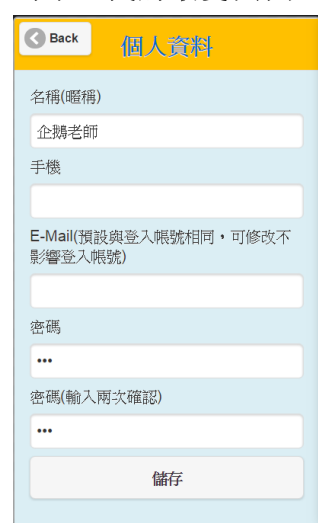 Back
個人資料
名稱(暱稱)
企鵝老師
手機
E-Mail(預設與登入帳號相同，可修改不
影響登入帳號)
密碼
•••
密碼(輸入兩次確認)
•••
儲存